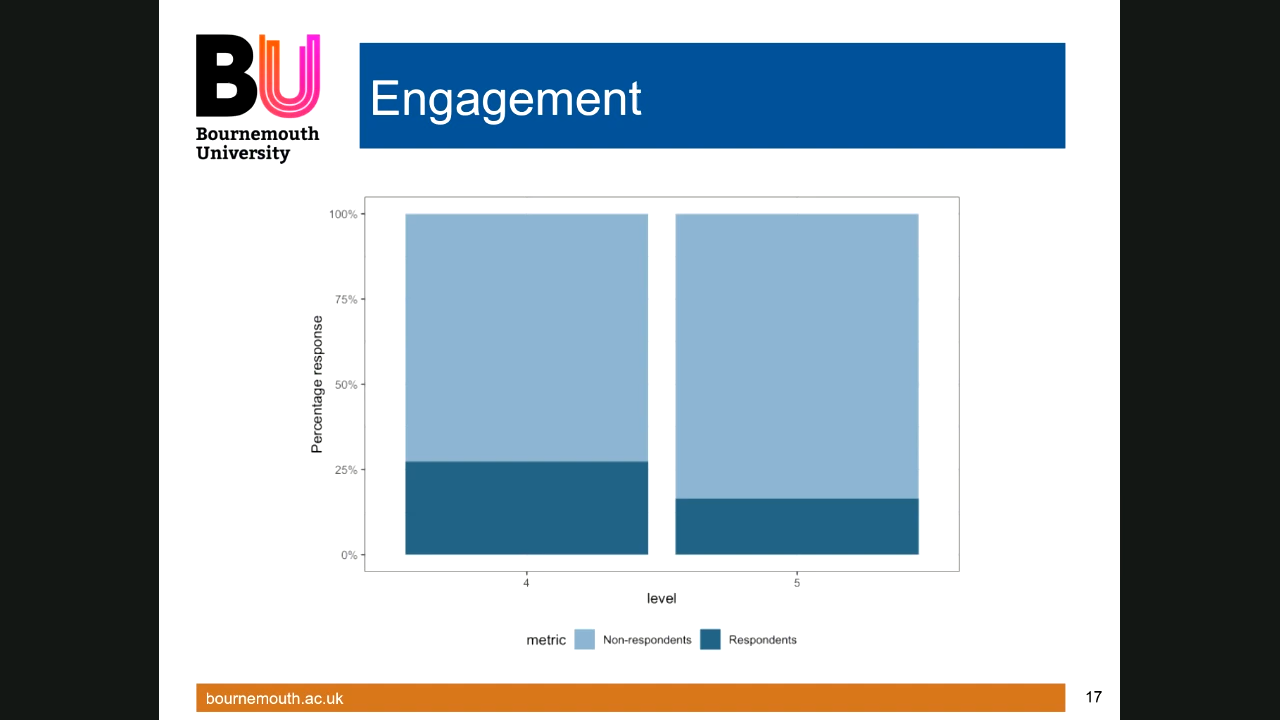 BU
Bournemouth
University
Engagement
Percentage response
100%
75%
50%
25%
0%
4
5
level
metric
Non-respondents
Respondents
bournemouth.ac.uk
17